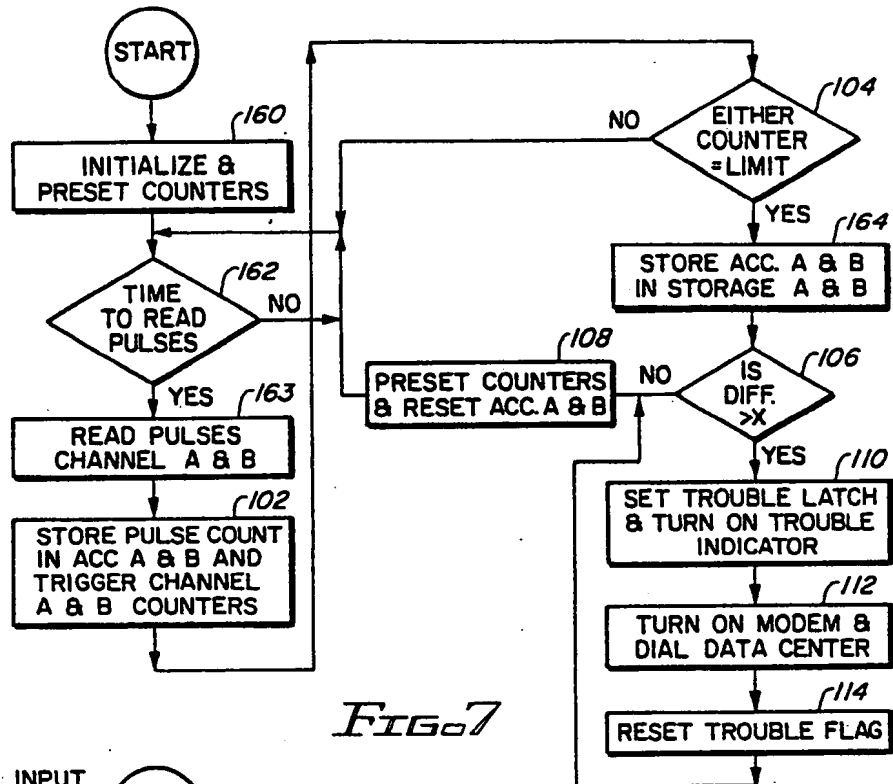 START
160
INITIALIZE &
PRESET COUNTERS
162
TIME
TO READ
PULSES
NO
YES
163
READ PULSES
CHANNEL A & B
102
STORE PULSE COUNT
IN ACC A & B AND
TRIGGER CHANNEL
A & B COUNTERS
104
EITHER
COUNTER
=LIMIT
NO
YES
164
STORE ACC. A & B
IN STORAGE A & B
106
IS
DIFF.
>X
NO
108
PRESET COUNTERS
& RESET ACC. A & B
YES
110
SET TROUBLE LATCH
& TURN ON TROUBLE
INDICATOR
112
TURN ON MODEM &
DIAL DATA CENTER
114
RESET TROUBLE FLAG
FIG. 7
INPUT